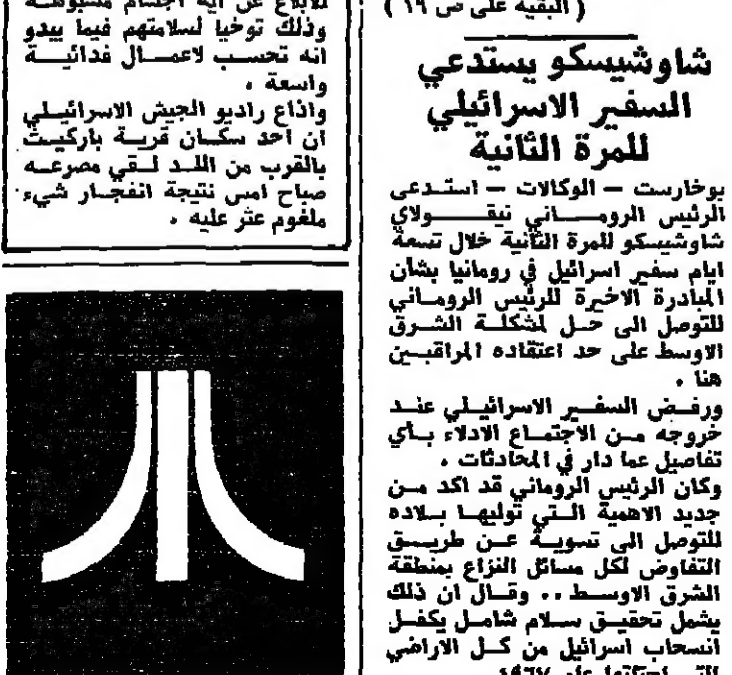 ( البقية على ص ١٩ )
شاوشيسكو يستدعي
السفير الاسرائيلي
للمرة الثانية
بوخارست — الوكالات — استدعى
الرئيس الروماني نيقولاي
شاوشيسكو للمرة الثانية خلال تسعة
ايام سفير اسرائيل في رومانيا بشأن
المبادرة الاخيرة للرئيس الروماني
للتوصل الى حل لمشكلة الشرق
الاوسط على حد اعتقاده المراقبين
هنا .
ورفض السفير الاسرائيلي عند
خروجه من الاجتماع الادلاء بأي
تفاصيل عما دار في المحادثات .
وكان الرئيس الروماني قد اكد من
جديد الاهمية التي توليها بلاده
للتوصل الى تسوية عن طريق
التفاوض لكل مسائل النزاع بمنطقة
الشرق الاوسط .. وقال ان ذلك
يشمل تحقيق سلام شامل يكفل
انسحاب اسرائيل من كل الاراضي
التي احتلتها عام ١٩٦٧
للابلاغ عن اية اجسام مشبوهة
وذلك توخيا لسلامتهم فيما يبدو
انه تحسب لاعمال فدائية
واسعة .
واذاع راديو الجيش الاسرائيلي
ان احد سكان قرية باركيت
بالقرب من اللد لقي مصرعه
صباح امس نتيجة انفجار شيء
ملغوم عثر عليه .